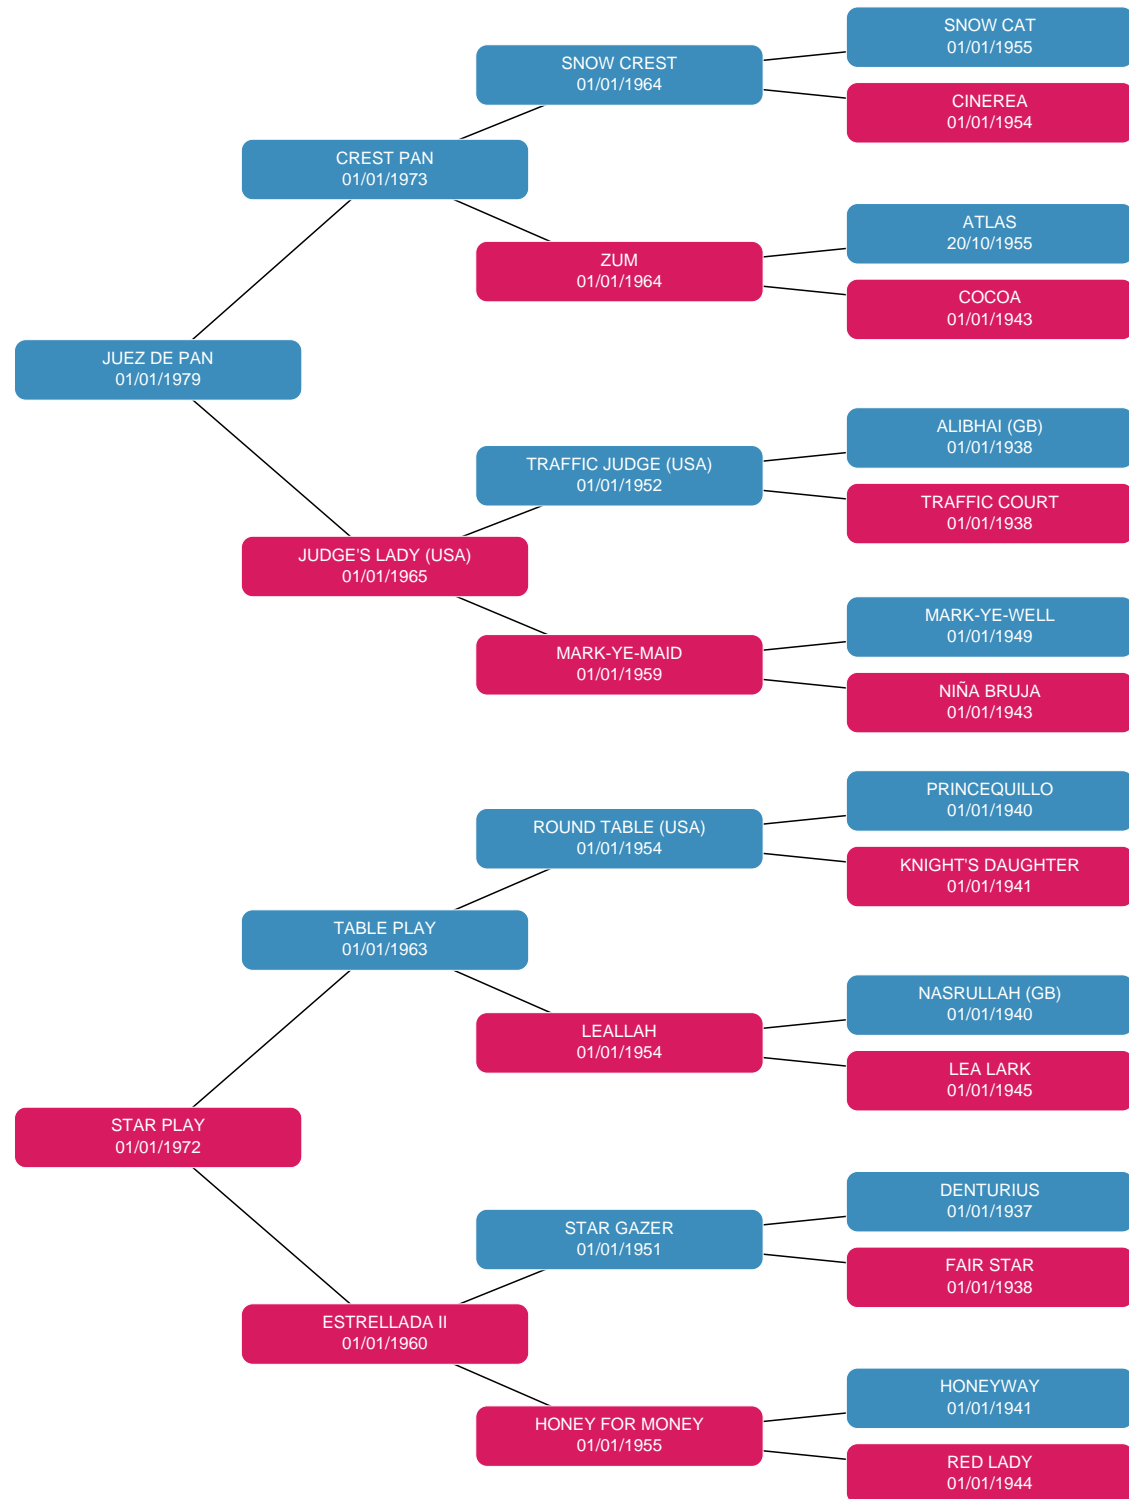 SNOW CAT
01/01/1955
SNOW CREST
01/01/1964
CINEREA
01/01/1954
CREST PAN
01/01/1973
ATLAS
20/10/1955
ZUM
01/01/1964
COCOA
01/01/1943
JUEZ DE PAN
01/01/1979
ALIBHAI (GB)
01/01/1938
TRAFFIC JUDGE (USA)
01/01/1952
TRAFFIC COURT
01/01/1938
JUDGE'S LADY (USA)
01/01/1965
MARK-YE-WELL
01/01/1949
MARK-YE-MAID
01/01/1959
NIÑA BRUJA
01/01/1943
PRINCEQUILLO
01/01/1940
ROUND TABLE (USA)
01/01/1954
KNIGHT'S DAUGHTER
01/01/1941
TABLE PLAY
01/01/1963
NASRULLAH (GB)
01/01/1940
LEALLAH
01/01/1954
LEA LARK
01/01/1945
STAR PLAY
01/01/1972
DENTURIUS
01/01/1937
STAR GAZER
01/01/1951
FAIR STAR
01/01/1938
ESTRELLADA II
01/01/1960
HONEYWAY
01/01/1941
HONEY FOR MONEY
01/01/1955
RED LADY
01/01/1944